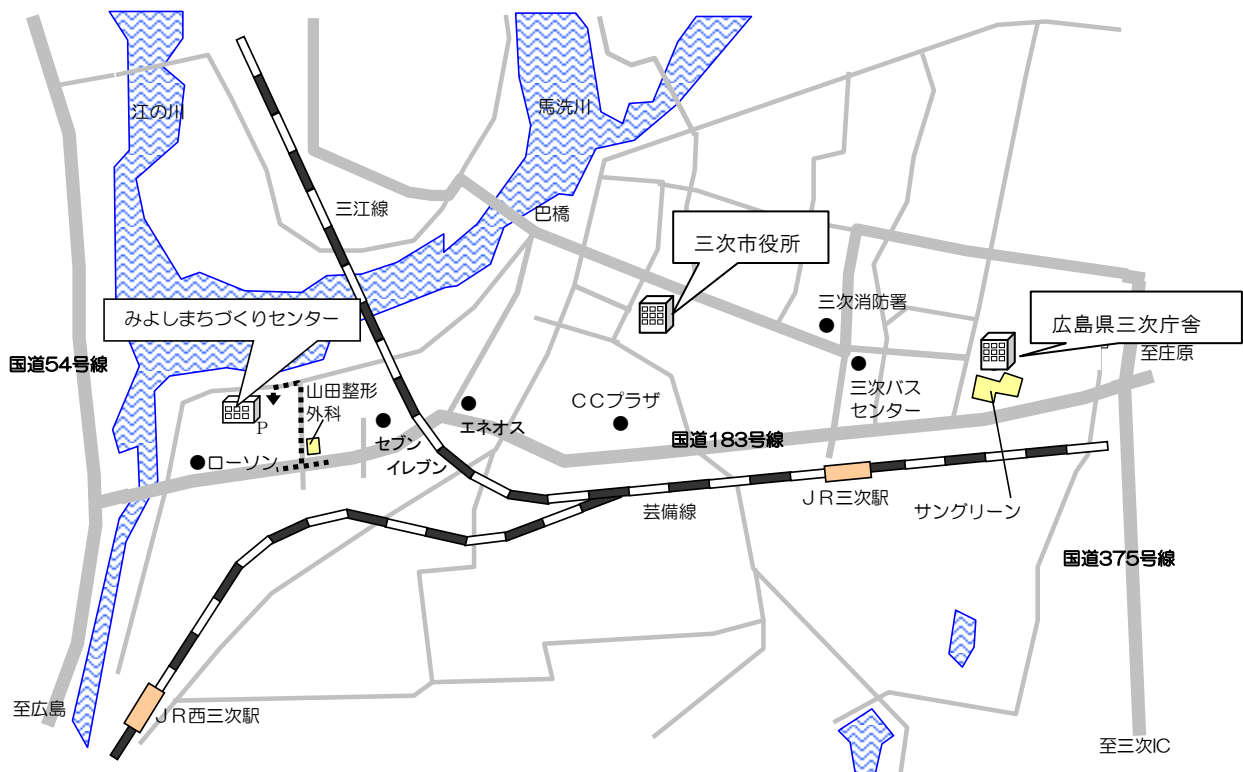 江の川
馬洗川
三江線
巴橋
三次市役所
三次消防署
広島県三次庁舎
みよしまちづくりセンター
国道54号線
至庄原
山田整形
外科
P
セブン
イレブン
エネオス
CCプラザ
三次バス
センター
国道183号線
ローソン
芸備線
JR三次駅
サングリーン
国道375号線
至広島
JR西三次駅
至三次IC